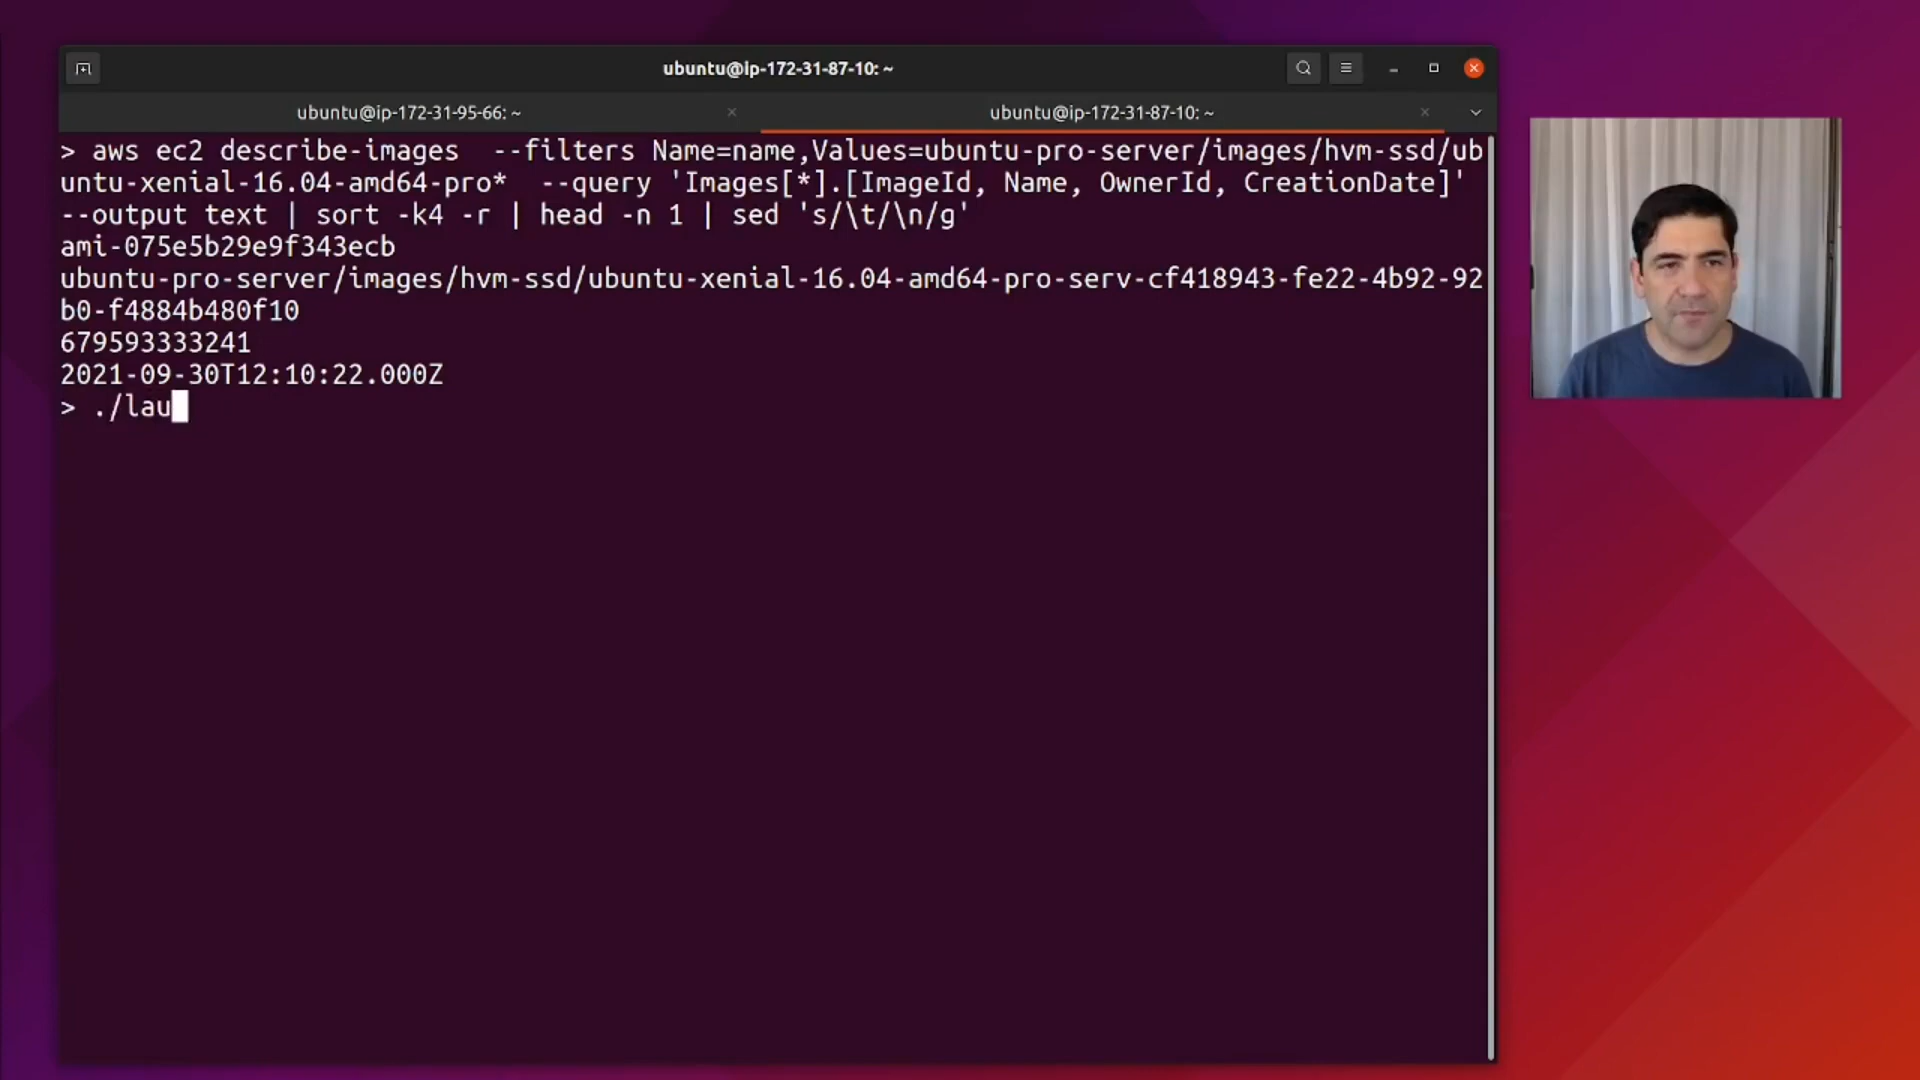 ubuntu@ip-172-31-87-10: ~
ubuntu@ip-172-31-95-66: ~
ubuntu@ip-172-31-87-10: ~
> aws ec2 describe-images  --filters Name=name,Values=ubuntu-pro-server/images/hvm-ssd/ub
untu-xenial-16.04-amd64-pro*  --query 'Images[*].[ImageId, Name, OwnerId, CreationDate]'
--output text | sort -k4 -r | head -n 1 | sed 's/\t/\n/g'
ami-075e5b29e9f343ecb
ubuntu-pro-server/images/hvm-ssd/ubuntu-xenial-16.04-amd64-pro-serv-cf418943-fe22-4b92-92
b0-f4884b480f10
679593333241
2021-09-30T12:10:22.000Z
> ./lau